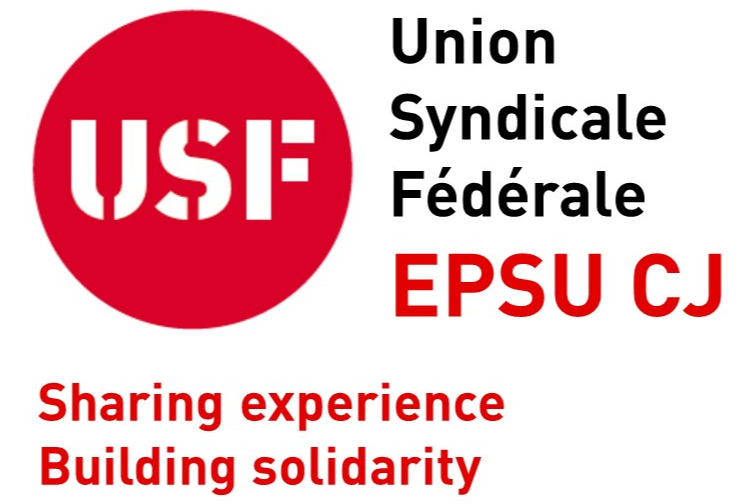 USF
Union
Syndicale
Fédérale
EPSU CJ
Sharing experience
Building solidarity